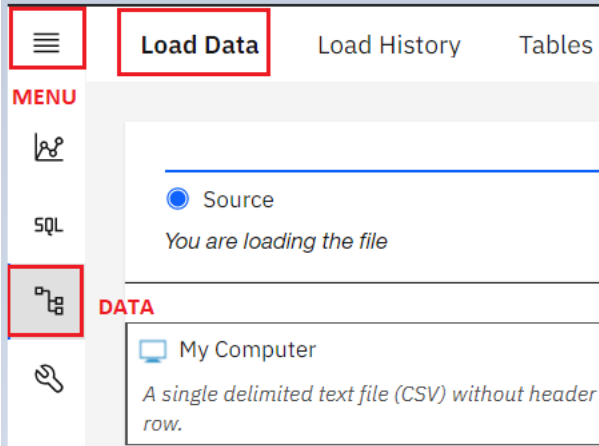 Load Data Load History Tables
MENU
SQL
Source
You are loading the file
DATA
My Computer
A single delimited text file (CSV) without header
row.